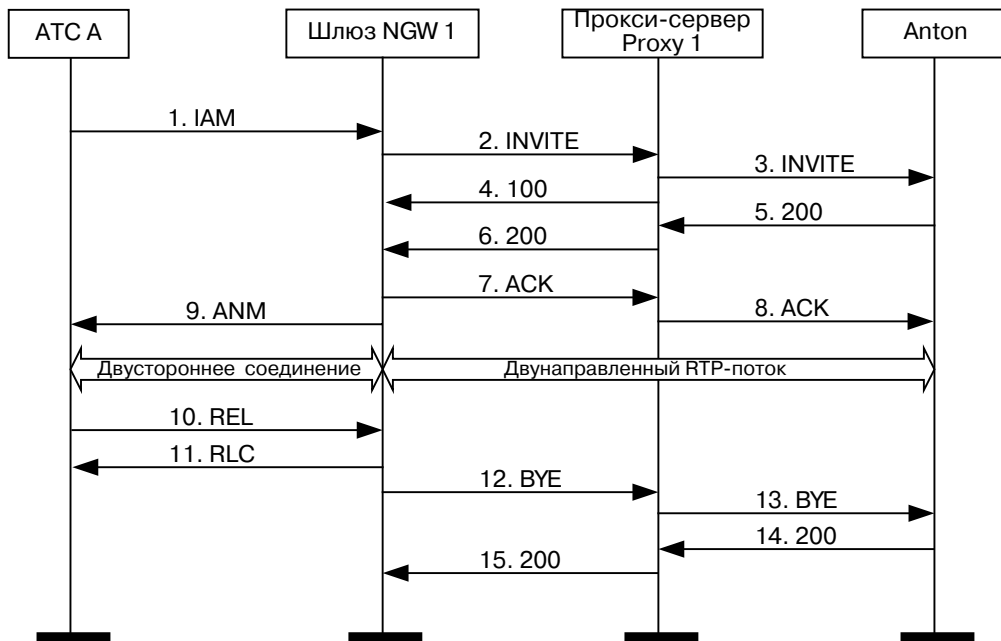 АТС А
Шлюз NGW 1
Прокси-сервер
Proxy 1
Anton
1. IAM
2. INVITE
3. INVITE
4. 100
5. 200
6. 200
7. ACK
8. ACK
9. ANM
Двустороннее соединение
Двунаправленный RTP-поток
10. REL
11. RLC
12. BYE
13. BYE
14. 200
15. 200